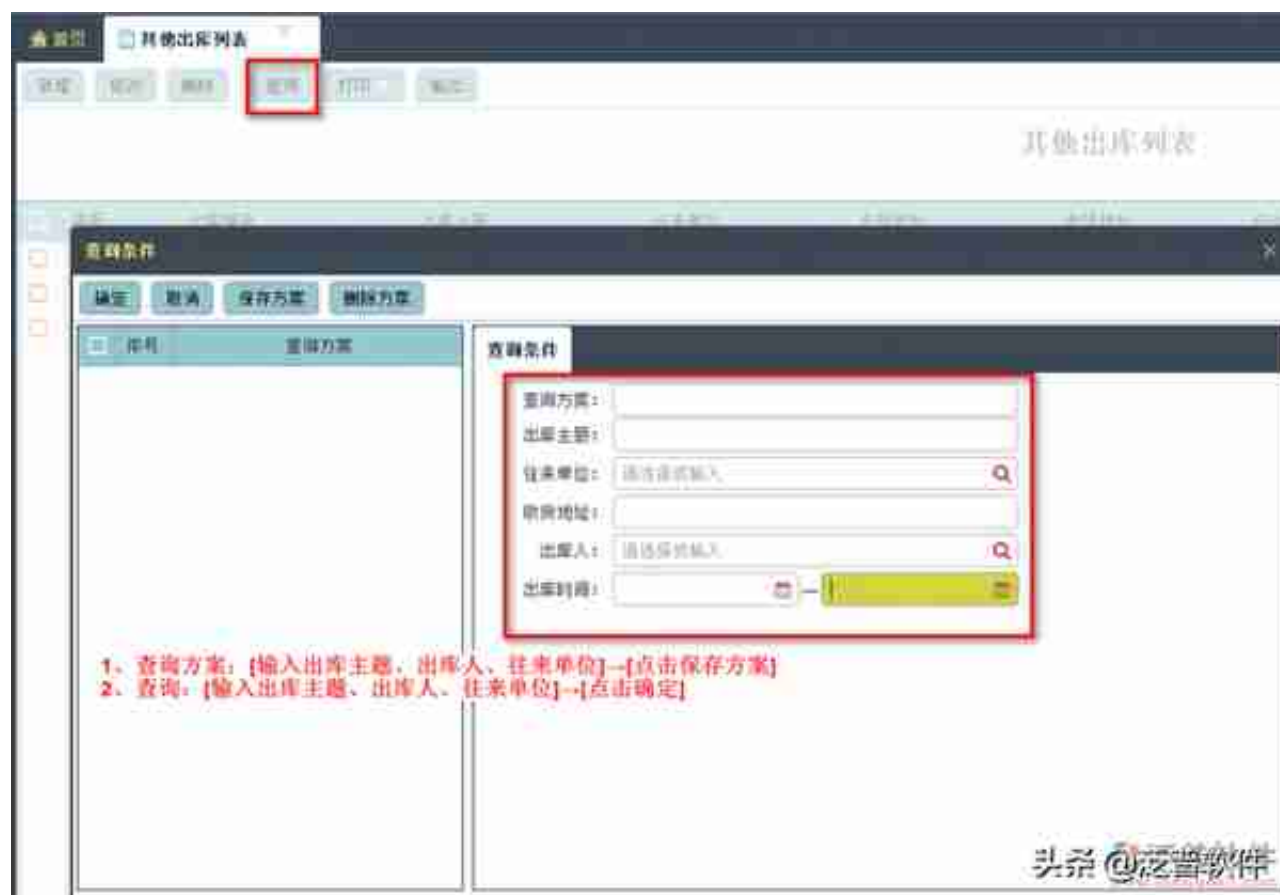 首页 其他出库列表
新增 修改 删除 查询 打印 输出
其他出库列表
查询条件
确定 取消 保存方案 删除方案
序号 查询方案
查询条件
查询方案：
出库主题：
往来单位： 请选择或输入
收货地址：
出库人： 请选择或输入
出库时间： —
1、查询方案：[输入出库主题、出库人、往来单位]→[点击保存方案]
2、查询：[输入出库主题、出库人、往来单位]→[点击确定]
头条 @泛普软件